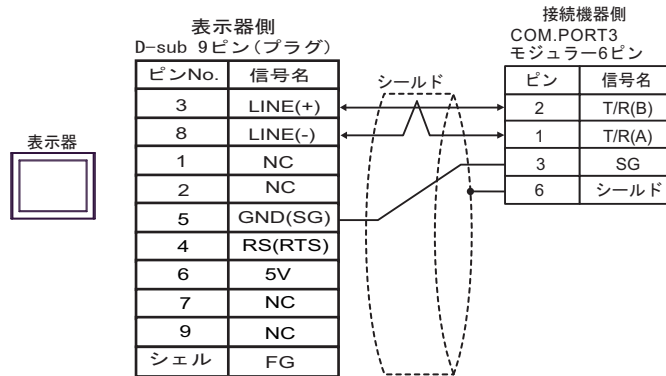 表示器側
D-sub 9ピン(プラグ)
ピンNo. 信号名
3 LINE(+)
8 LINE(-)
1 NC
2 NC
5 GND(SG)
4 RS(RTS)
6 5V
7 NC
9 NC
シェル FG
表示器
シールド
接続機器側
COM.PORT3
モジュラー6ピン
ピン 信号名
2 T/R(B)
1 T/R(A)
3 SG
6 シールド